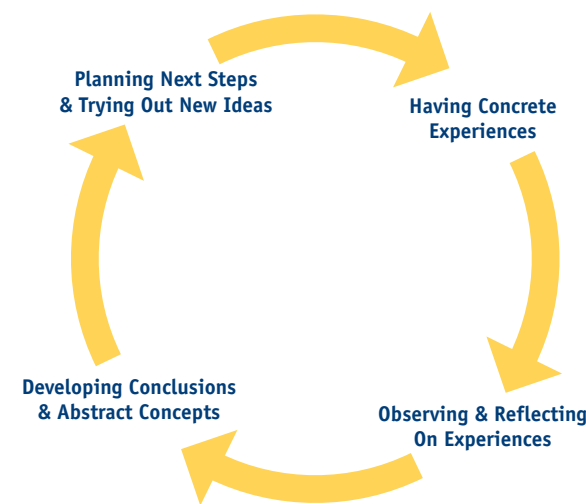 Planning Next Steps
& Trying Out New Ideas
Having Concrete
Experiences
Observing & Reflecting
On Experiences
Developing Conclusions
& Abstract Concepts